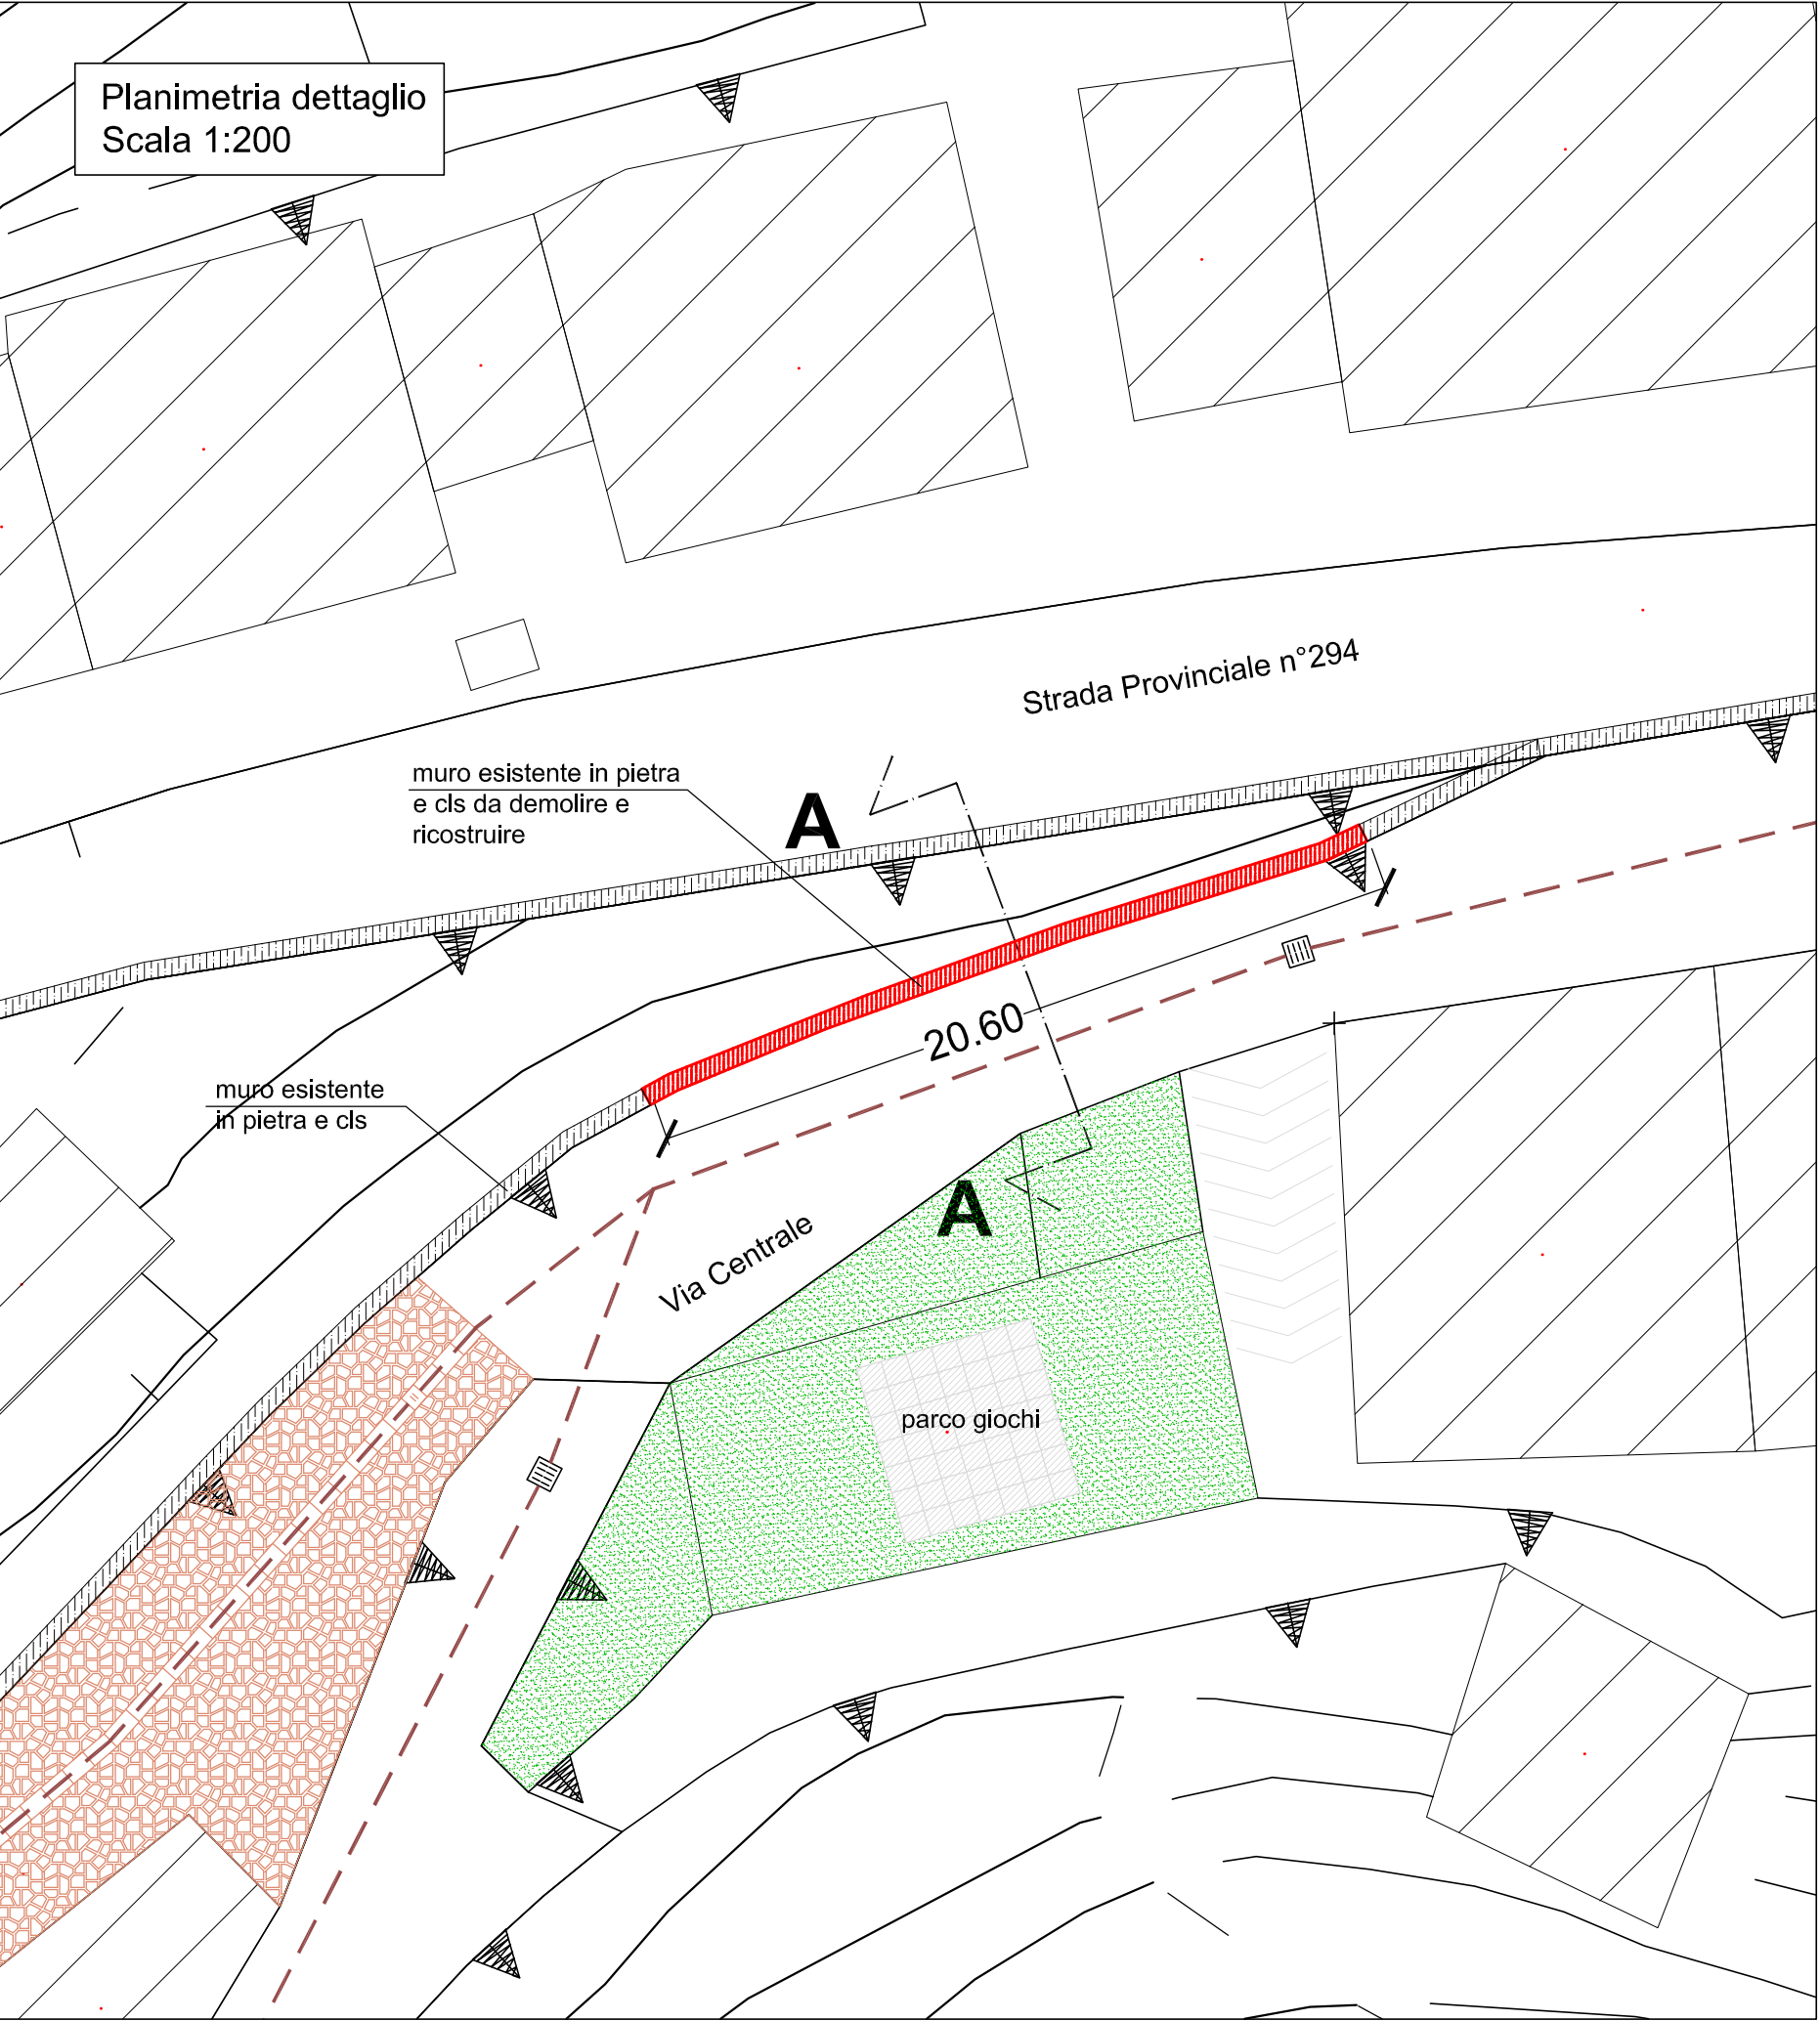 Planimetria dettaglio
Scala 1:200
Strada Provinciale n°294
muro esistente in pietra
e cls da demolire e
ricostruire
A
20.60
muro esistente
in pietra e cls
A
Via Centrale
parco giochi